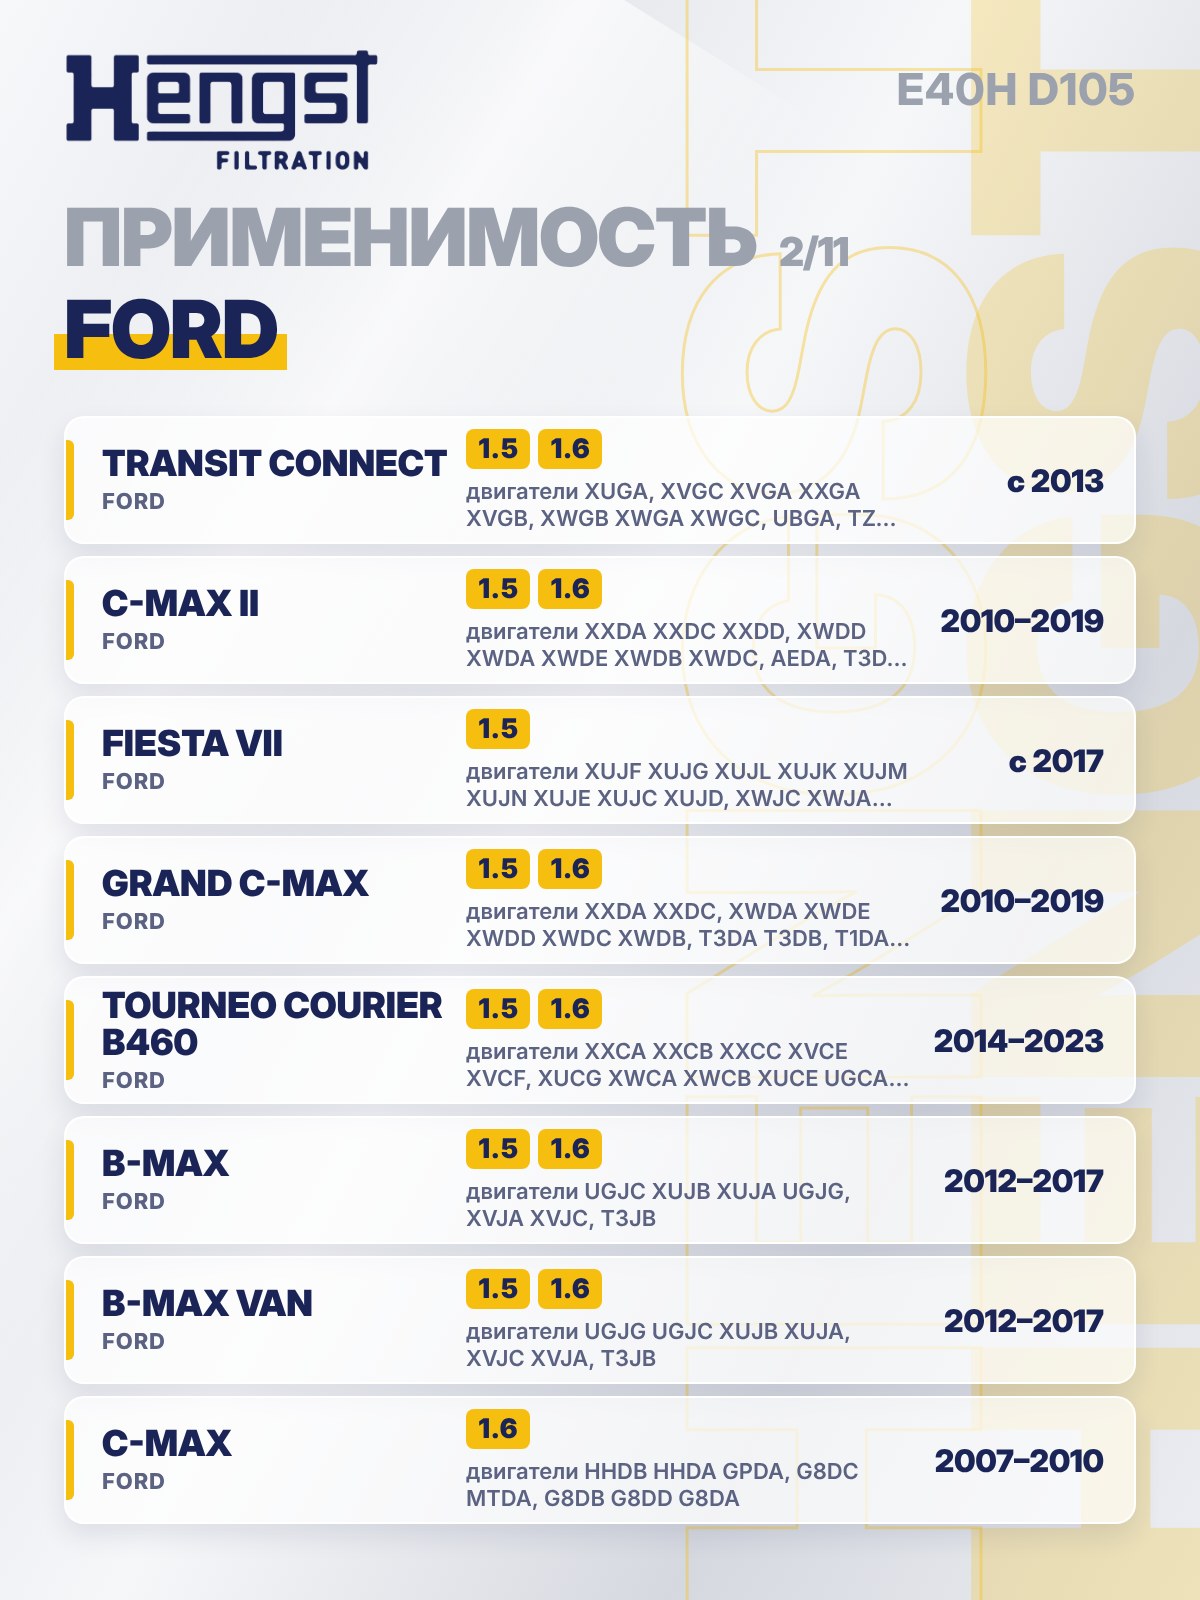 Hengst
FILTRATION
E40H D105
ПРИМЕНИМОСТЬ 2/11
FORD
TRANSIT CONNECT
FORD
1.5 1.6
двигатели XUGA, XVGC XVGA XXGA
XVGB, XWGB XWGA XWGC, UBGA, TZ...
с 2013
C-MAX II
FORD
1.5 1.6
двигатели XXDA XXDC XXDD, XWDD
XWDA XWDE XWDB XWDC, AEDA, T3D...
2010–2019
FIESTA VII
FORD
1.5
двигатели XUJF XUJG XUJL XUJK XUJM
XUJN XUJE XUJC XUJD, XWJC XWJA...
с 2017
GRAND C-MAX
FORD
1.5 1.6
двигатели XXDA XXDC, XWDA XWDE
XWDD XWDC XWDB, T3DA T3DB, T1DA...
2010–2019
TOURNEO COURIER
B460
FORD
1.5 1.6
двигатели XXCA XXCB XXCC XVCE
XVCF, XUCG XWCA XWCB XUCE UGCA...
2014–2023
B-MAX
FORD
1.5 1.6
двигатели UGJC XUJB XUJA UGJG,
XVJA XVJC, T3JB
2012–2017
B-MAX VAN
FORD
1.5 1.6
двигатели UGJG UGJC XUJB XUJA,
XVJC XVJA, T3JB
2012–2017
C-MAX
FORD
1.6
двигатели HHDB HHDA GPDA, G8DC
MTDA, G8DB G8DD G8DA
2007–2010
HENGST
HENGST